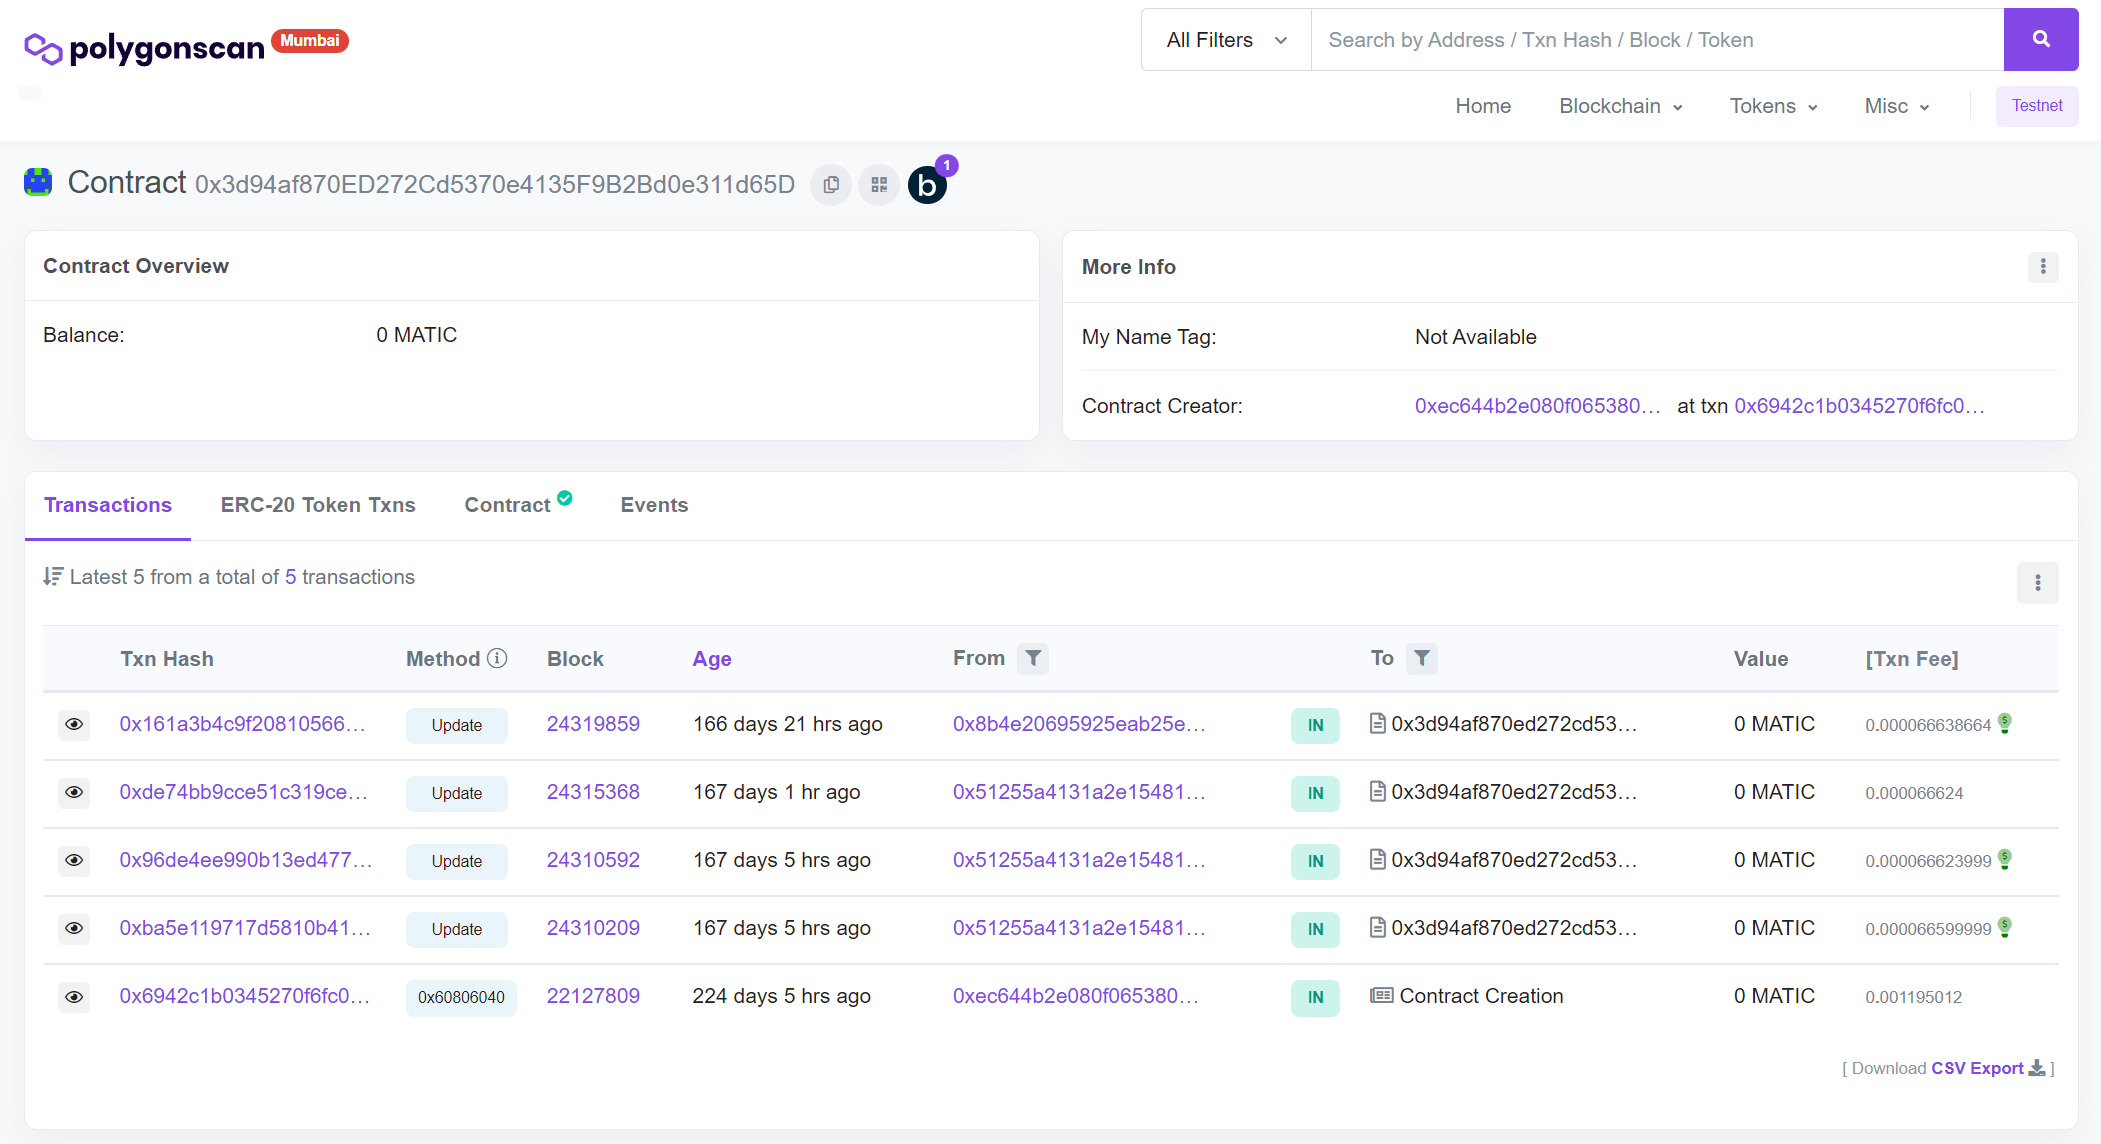 polygonscan Mumbai
All Filters Search by Address / Txn Hash / Block / Token
Home Blockchain Tokens Misc Testnet
Contract 0x3d94af870ED272Cd5370e4135F9B2Bd0e311d65D b 1
Contract Overview
Balance: 0 MATIC
More Info
My Name Tag: Not Available
Contract Creator: 0xec644b2e080f065380... at txn 0x6942c1b0345270f6fc0...
Transactions ERC-20 Token Txns Contract Events
Latest 5 from a total of 5 transactions
Txn Hash Method Block Age From To Value [Txn Fee]
0x161a3b4c9f20810566... Update 24319859 166 days 21 hrs ago 0x8b4e20695925eab25e... IN 0x3d94af870ed272cd53... 0 MATIC 0.000066638664
0xde74bb9cce51c319ce... Update 24315368 167 days 1 hr ago 0x51255a4131a2e15481... IN 0x3d94af870ed272cd53... 0 MATIC 0.000066624
0x96de4ee990b13ed477... Update 24310592 167 days 5 hrs ago 0x51255a4131a2e15481... IN 0x3d94af870ed272cd53... 0 MATIC 0.000066623999
0xba5e119717d5810b41... Update 24310209 167 days 5 hrs ago 0x51255a4131a2e15481... IN 0x3d94af870ed272cd53... 0 MATIC 0.000066599999
0x6942c1b0345270f6fc0... 0x60806040 22127809 224 days 5 hrs ago 0xec644b2e080f065380... IN Contract Creation 0 MATIC 0.001195012
[ Download CSV Export ]